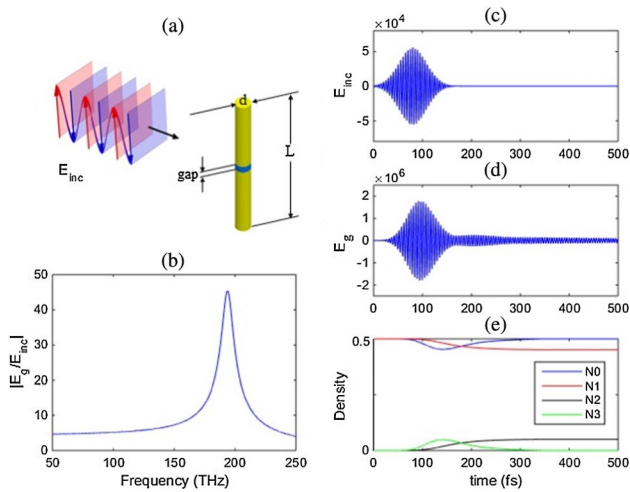 (a)
E_inc
d
L
gap
(b)
|E_g/E_inc|
50
40
30
20
10
0
50 100 150 200 250
Frequency (THz)
(c)
×10^4
E_inc
5
0
-5
0 100 200 300 400 500
(d)
×10^6
E_g
2
1
0
-1
-2
0 100 200 300 400 500
(e)
Density
0.5
0
N0
N1
N2
N3
0 100 200 300 400 500
time (fs)